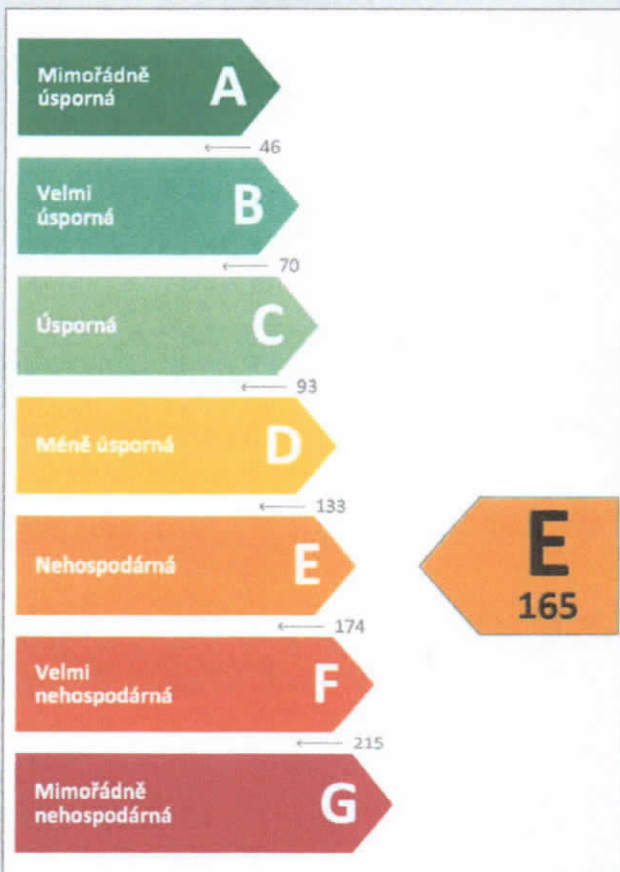 Mimořádně
úsporná
A
← 46
Velmi
úsporná
B
← 70
Úsporná
C
← 93
Méně úsporná
D
← 133
E
165
Nehospodárná
E
← 174
Velmi
nehospodárná
F
← 215
Mimořádně
nehospodárná
G